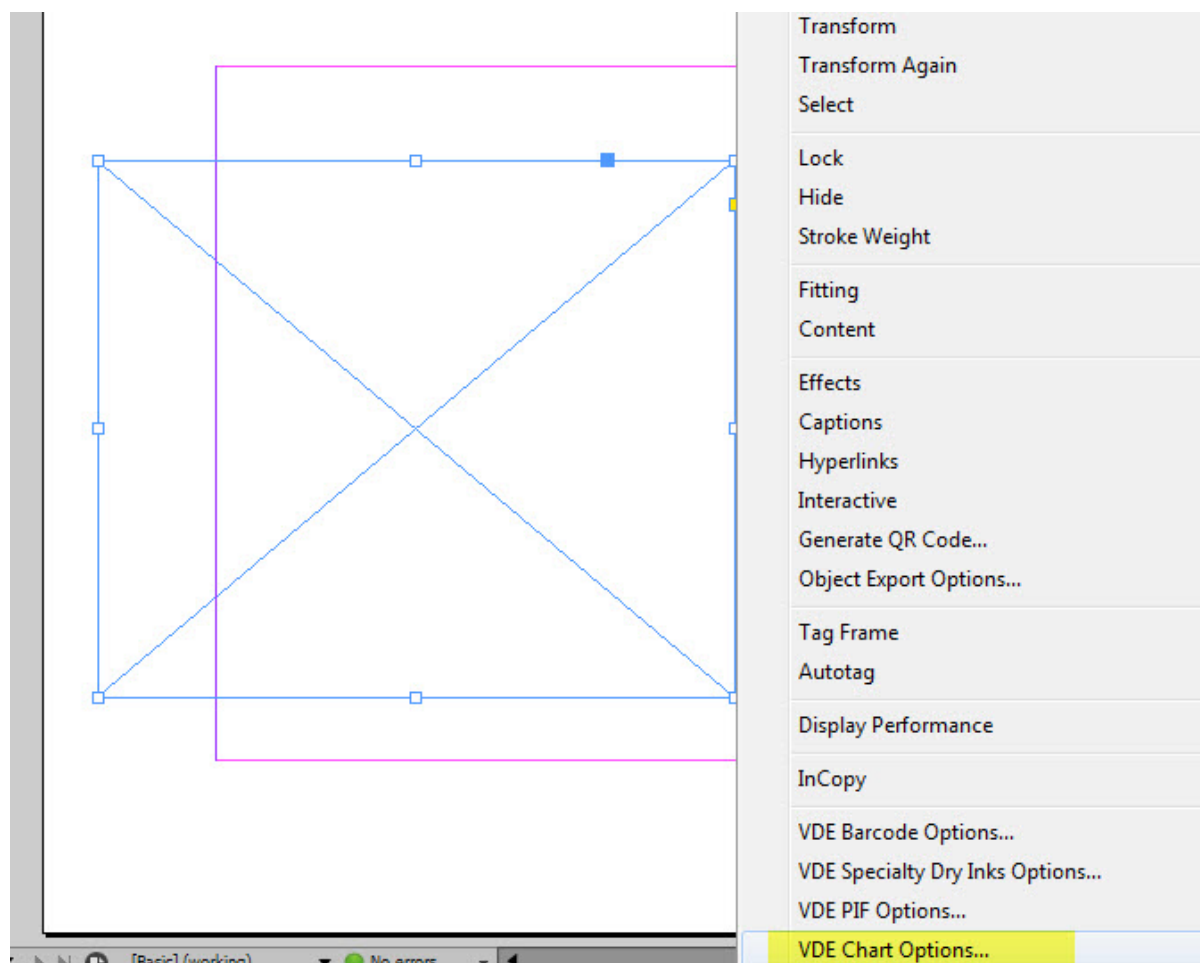 Transform
Transform Again
Select
Lock
Hide
Stroke Weight
Fitting
Content
Effects
Captions
Hyperlinks
Interactive
Generate QR Code...
Object Export Options...
Tag Frame
Autotag
Display Performance
InCopy
VDE Barcode Options...
VDE Specialty Dry Inks Options...
VDE PIF Options...
VDE Chart Options...
[Basic] (working) No errors